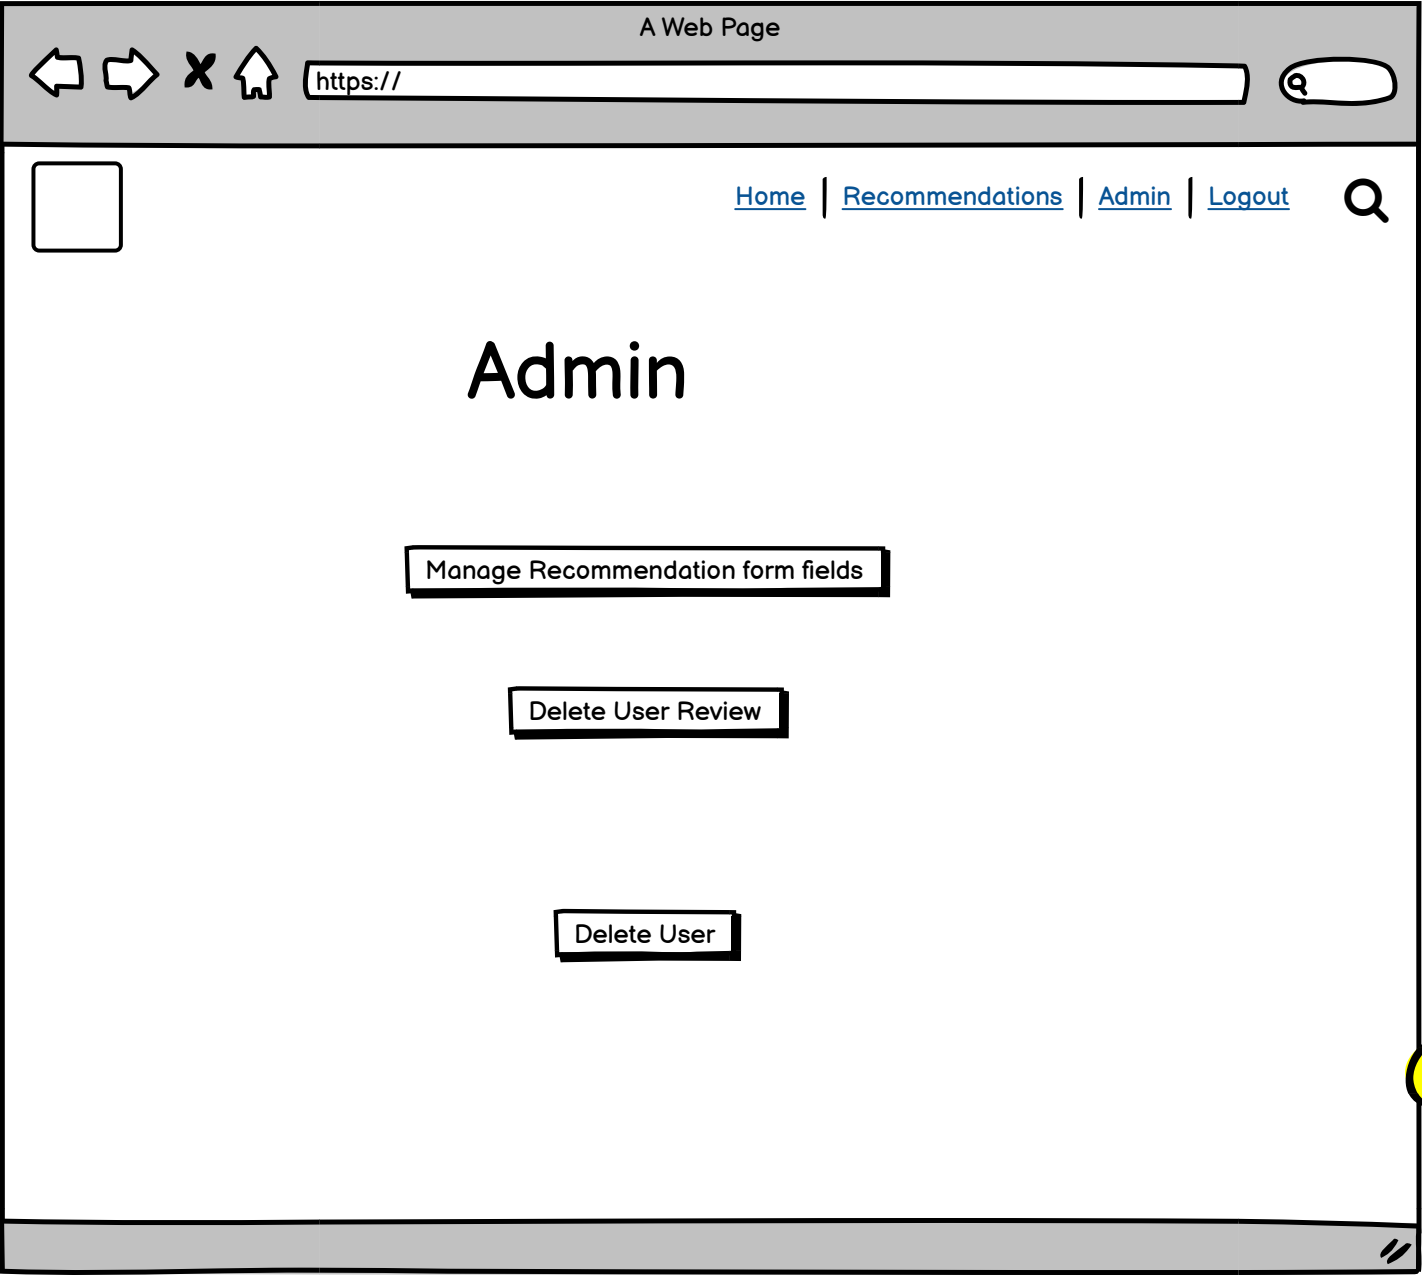 A Web Page
https://
Home Recommendations Admin Logout
Admin
Manage Recommendation form fields
Delete User Review
Delete User